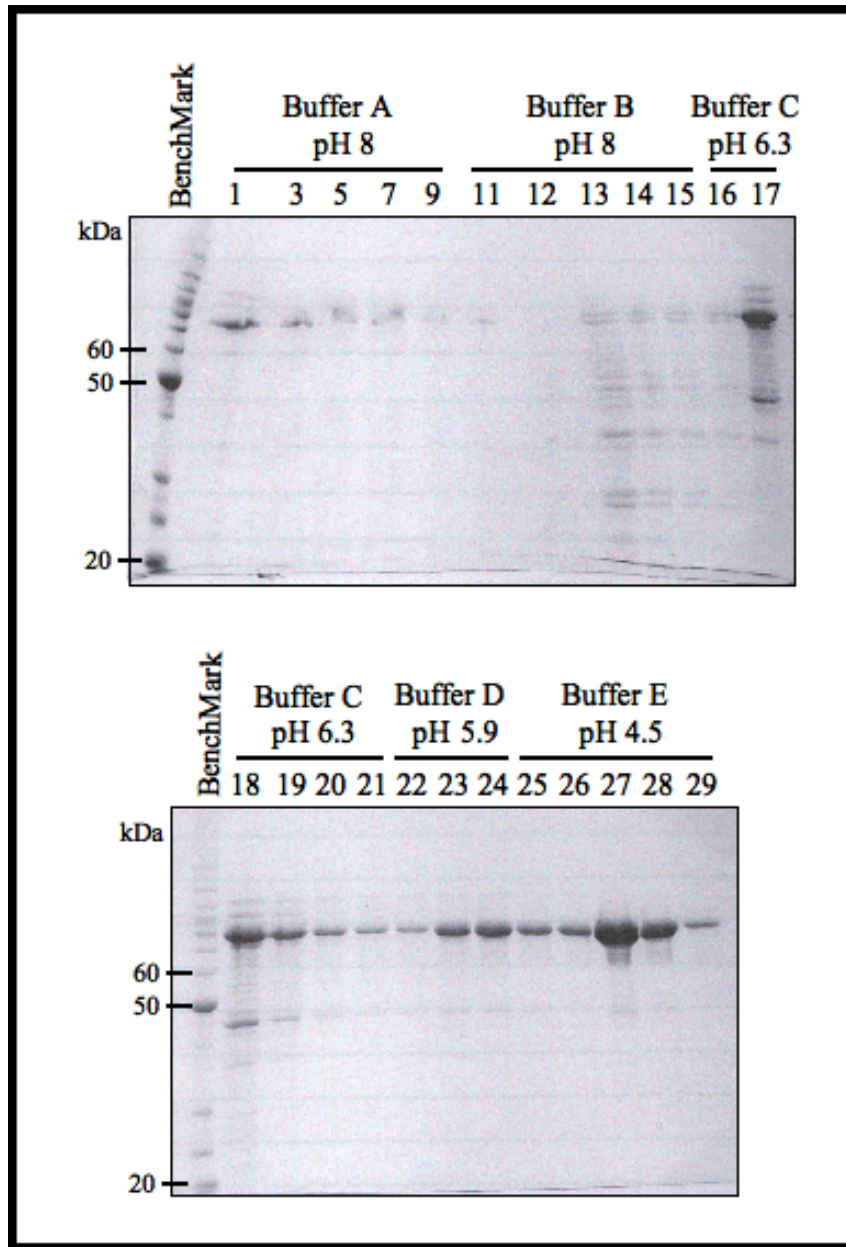 BenchMark
Buffer A Buffer B Buffer C
pH 8 pH 8 pH 6.3
1 3 5 7 9 11 12 13 14 15 16 17
kDa
60
50
20
BenchMark
Buffer C Buffer D Buffer E
pH 6.3 pH 5.9 pH 4.5
18 19 20 21 22 23 24 25 26 27 28 29
kDa
60
50
20